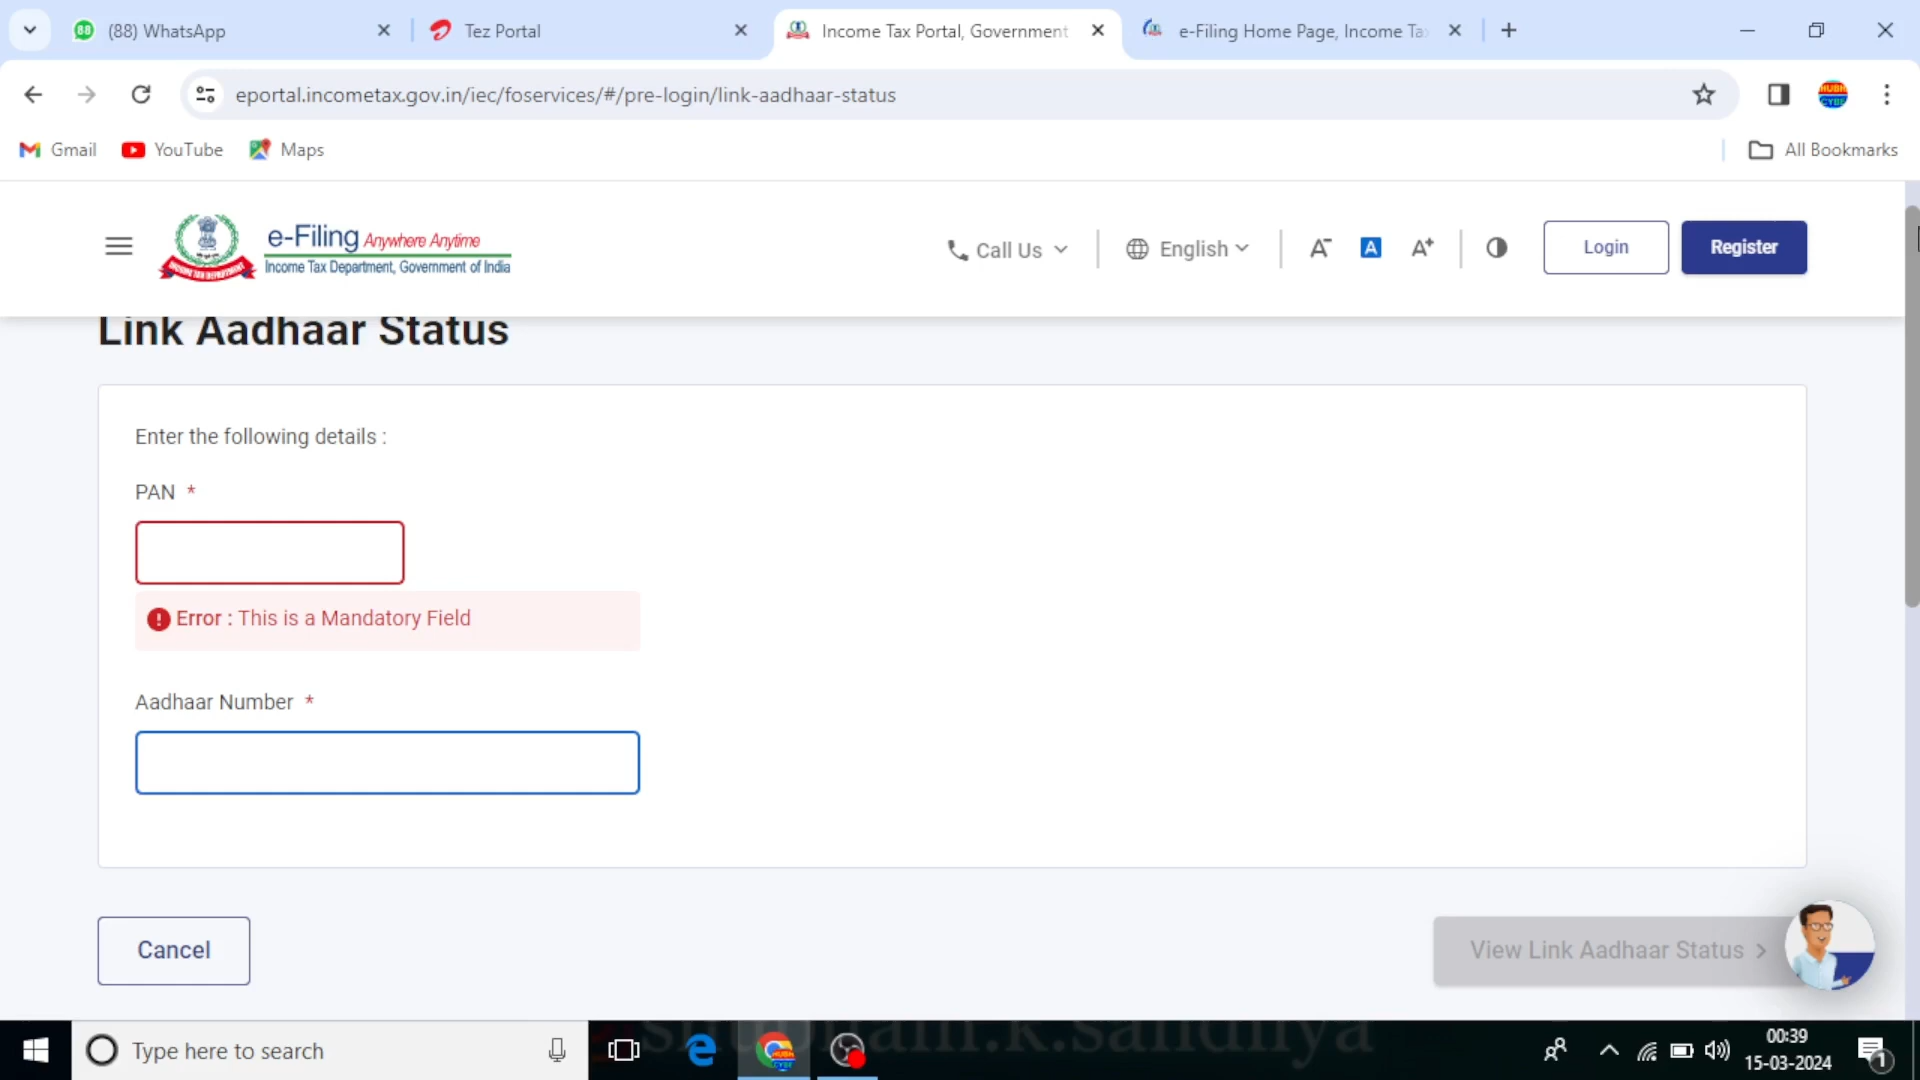 (88) WhatsApp
Tez Portal
Income Tax Portal, Government
e-Filing Home Page, Income Ta
eportal.incometax.gov.in/iec/foservices/#/pre-login/link-aadhaar-status
Gmail
YouTube
Maps
All Bookmarks
e-Filing Anywhere Anytime
Income Tax Department, Government of India
Call Us
English
A-
A
A+
Login
Register
Link Aadhaar Status
Enter the following details :
PAN *
Error : This is a Mandatory Field
Aadhaar Number *
Cancel
View Link Aadhaar Status >
Type here to search
00:39
15-03-2024
1